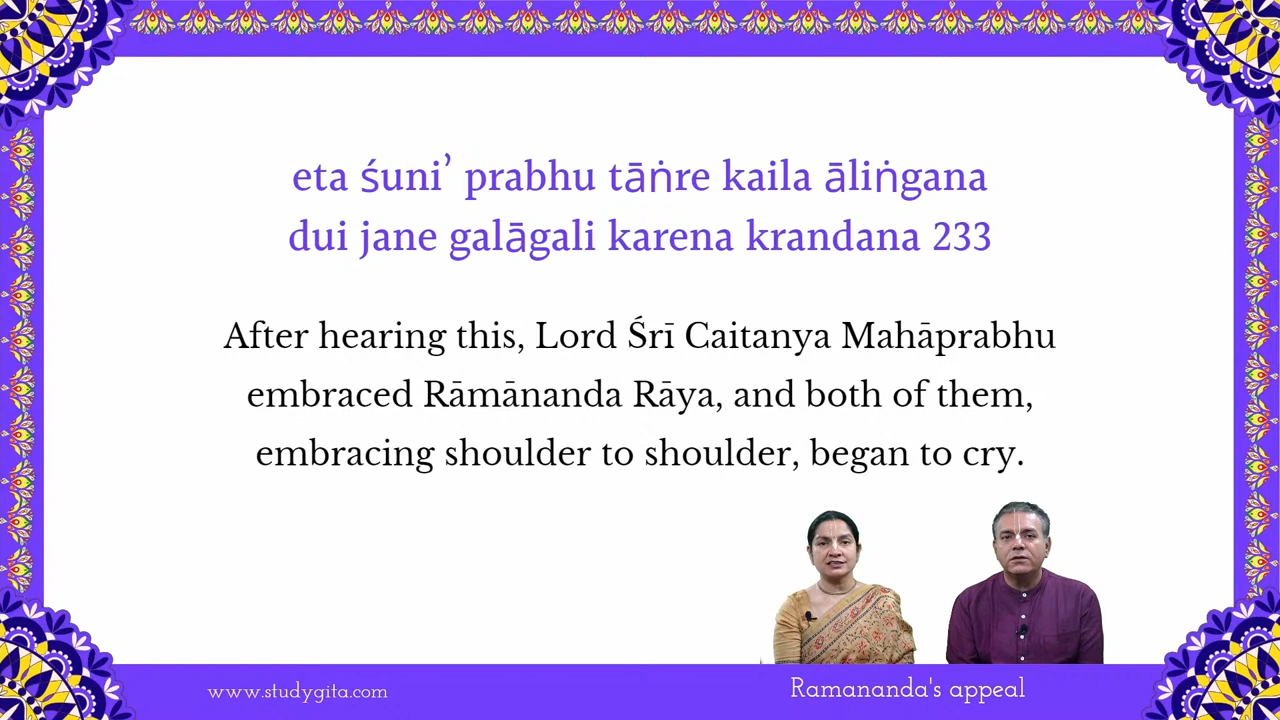 eta śuni’ prabhu tāṅre kaila āliṅgana
dui jane galāgali karena krandana 233
After hearing this, Lord Śrī Caitanya Mahāprabhu
embraced Rāmānanda Rāya, and both of them,
embracing shoulder to shoulder, began to cry.
www.studygita.com
Ramananda's appeal